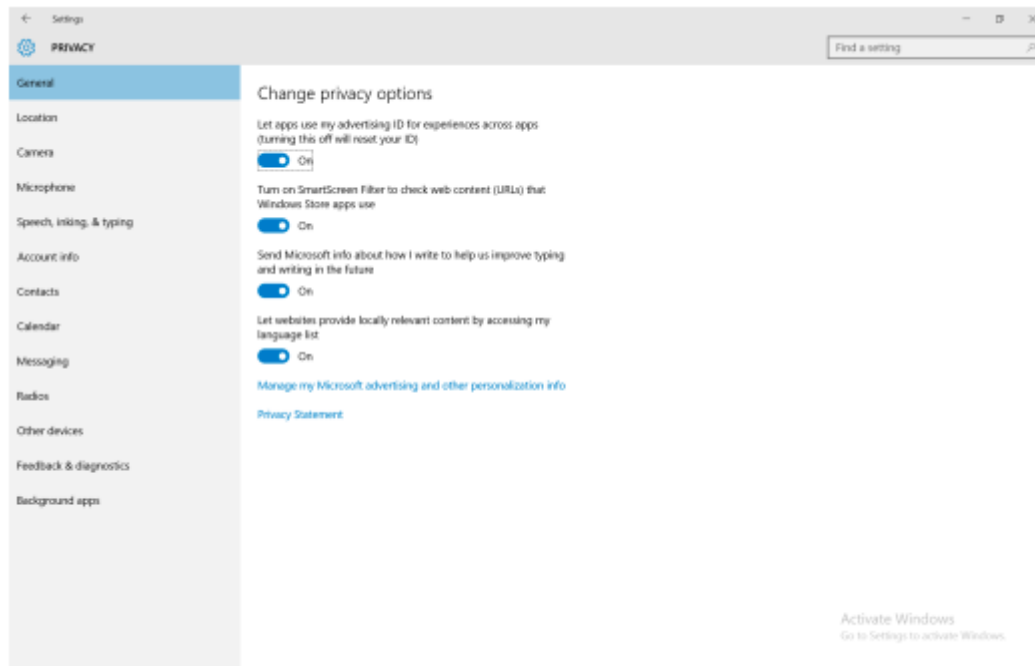 Settings
PRIVACY
Find a setting
General
Location
Camera
Microphone
Speech, inking, & typing
Account info
Contacts
Calendar
Messaging
Radios
Other devices
Feedback & diagnostics
Background apps
Change privacy options
Let apps use my advertising ID for experiences across apps
(turning this off will reset your ID)
On
Turn on SmartScreen Filter to check web content (URLs) that
Windows Store apps use
On
Send Microsoft info about how I write to help us improve typing
and writing in the future
On
Let websites provide locally relevant content by accessing my
language list
On
Manage my Microsoft advertising and other personalization info
Privacy Statement
Activate Windows
Go to Settings to activate Windows.